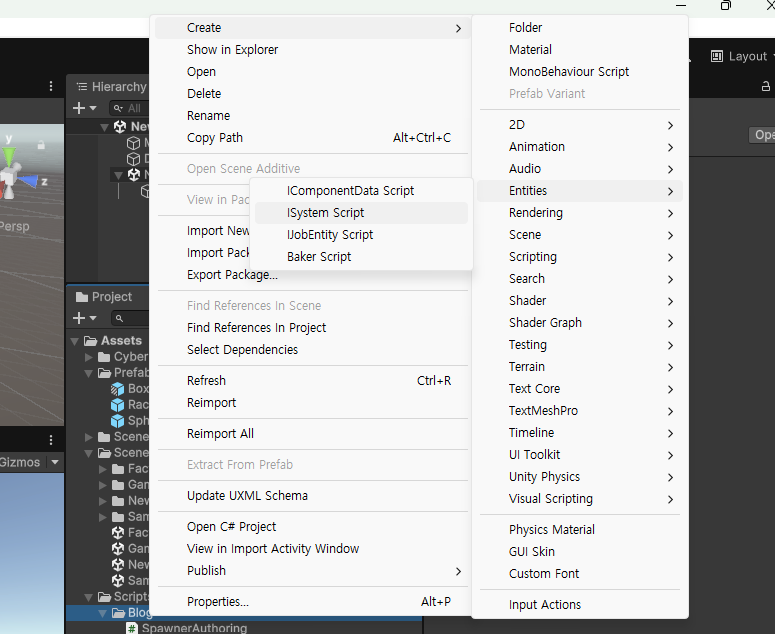 Create
Show in Explorer
Open
Delete
Rename
Copy Path Alt+Ctrl+C
Open Scene Additive
View in Pac
Import New
Import Pack
Export Package...
Find References In Scene
Find References In Project
Select Dependencies
Refresh Ctrl+R
Reimport
Reimport All
Extract From Prefab
Update UXML Schema
Open C# Project
View in Import Activity Window
Publish
Properties... Alt+P
IComponentData Script
ISystem Script
IJobEntity Script
Baker Script
Folder
Material
MonoBehaviour Script
Prefab Variant
2D
Animation
Audio
Entities
Rendering
Scene
Scripting
Search
Shader
Shader Graph
Testing
Terrain
Text Core
TextMeshPro
Timeline
UI Toolkit
Unity Physics
Visual Scripting
Physics Material
GUI Skin
Custom Font
Input Actions
Layout
Ope
Hierarchy
All
New
y
z
Persp
Gizmos
Project
Assets
Cyber
Prefab
Box
Rac
Sph
Scene
Scene
Fac
Gam
New
Sam
Fac
Gam
New
Sam
Scripts
Blog
# SpawnerAuthoring